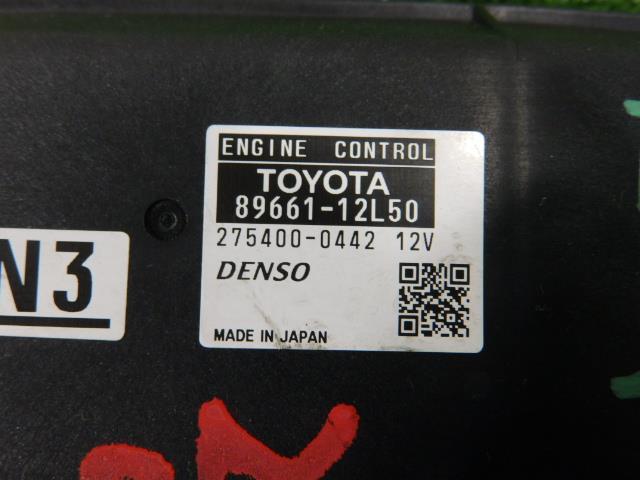 ENGINE CONTROL
TOYOTA
89661-12L50
275400-0442 12V
DENSO
MADE IN JAPAN
N3